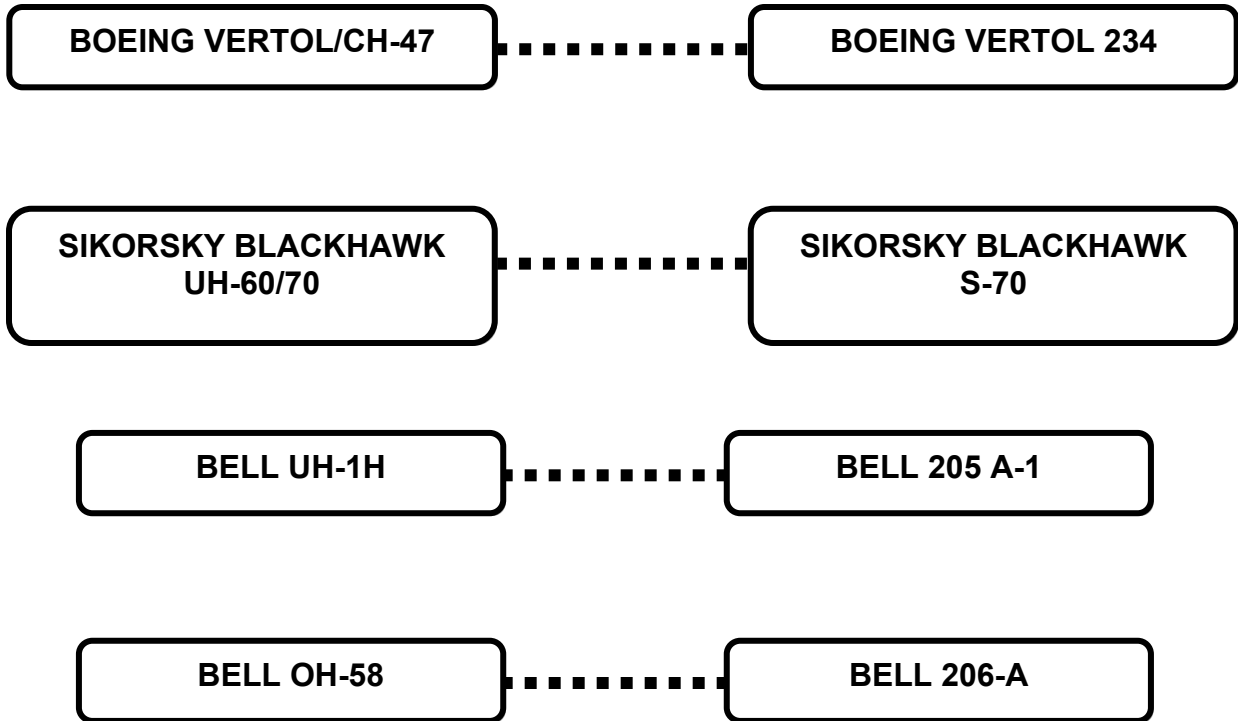 BOEING VERTOL/CH-47
BOEING VERTOL 234
SIKORSKY BLACKHAWK
UH-60/70
SIKORSKY BLACKHAWK
S-70
BELL UH-1H
BELL 205 A-1
BELL OH-58
BELL 206-A